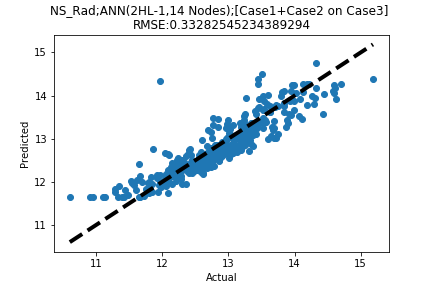 NS_Rad;ANN(2HL-1,14 Nodes);[Case1+Case2 on Case3]
RMSE:0.33282545234389294
15
14
13
12
11
Predicted
11
12
13
14
15
Actual